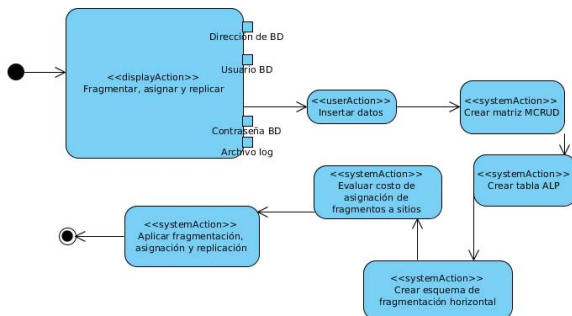 Dirección de BD
<<displayAction>>
Fragmentar, asignar y replicar
Usuario BD
Contraseña BD
Archivo log
<<userAction>>
Insertar datos
<<systemAction>>
Crear matriz MCRUD
<<systemAction>>
Crear tabla ALP
<<systemAction>>
Crear esquema de
fragmentación horizontal
<<systemAction>>
Evaluar costo de
asignación de
fragmentos a sitios
<<systemAction>>
Aplicar fragmentación,
asignación y replicación